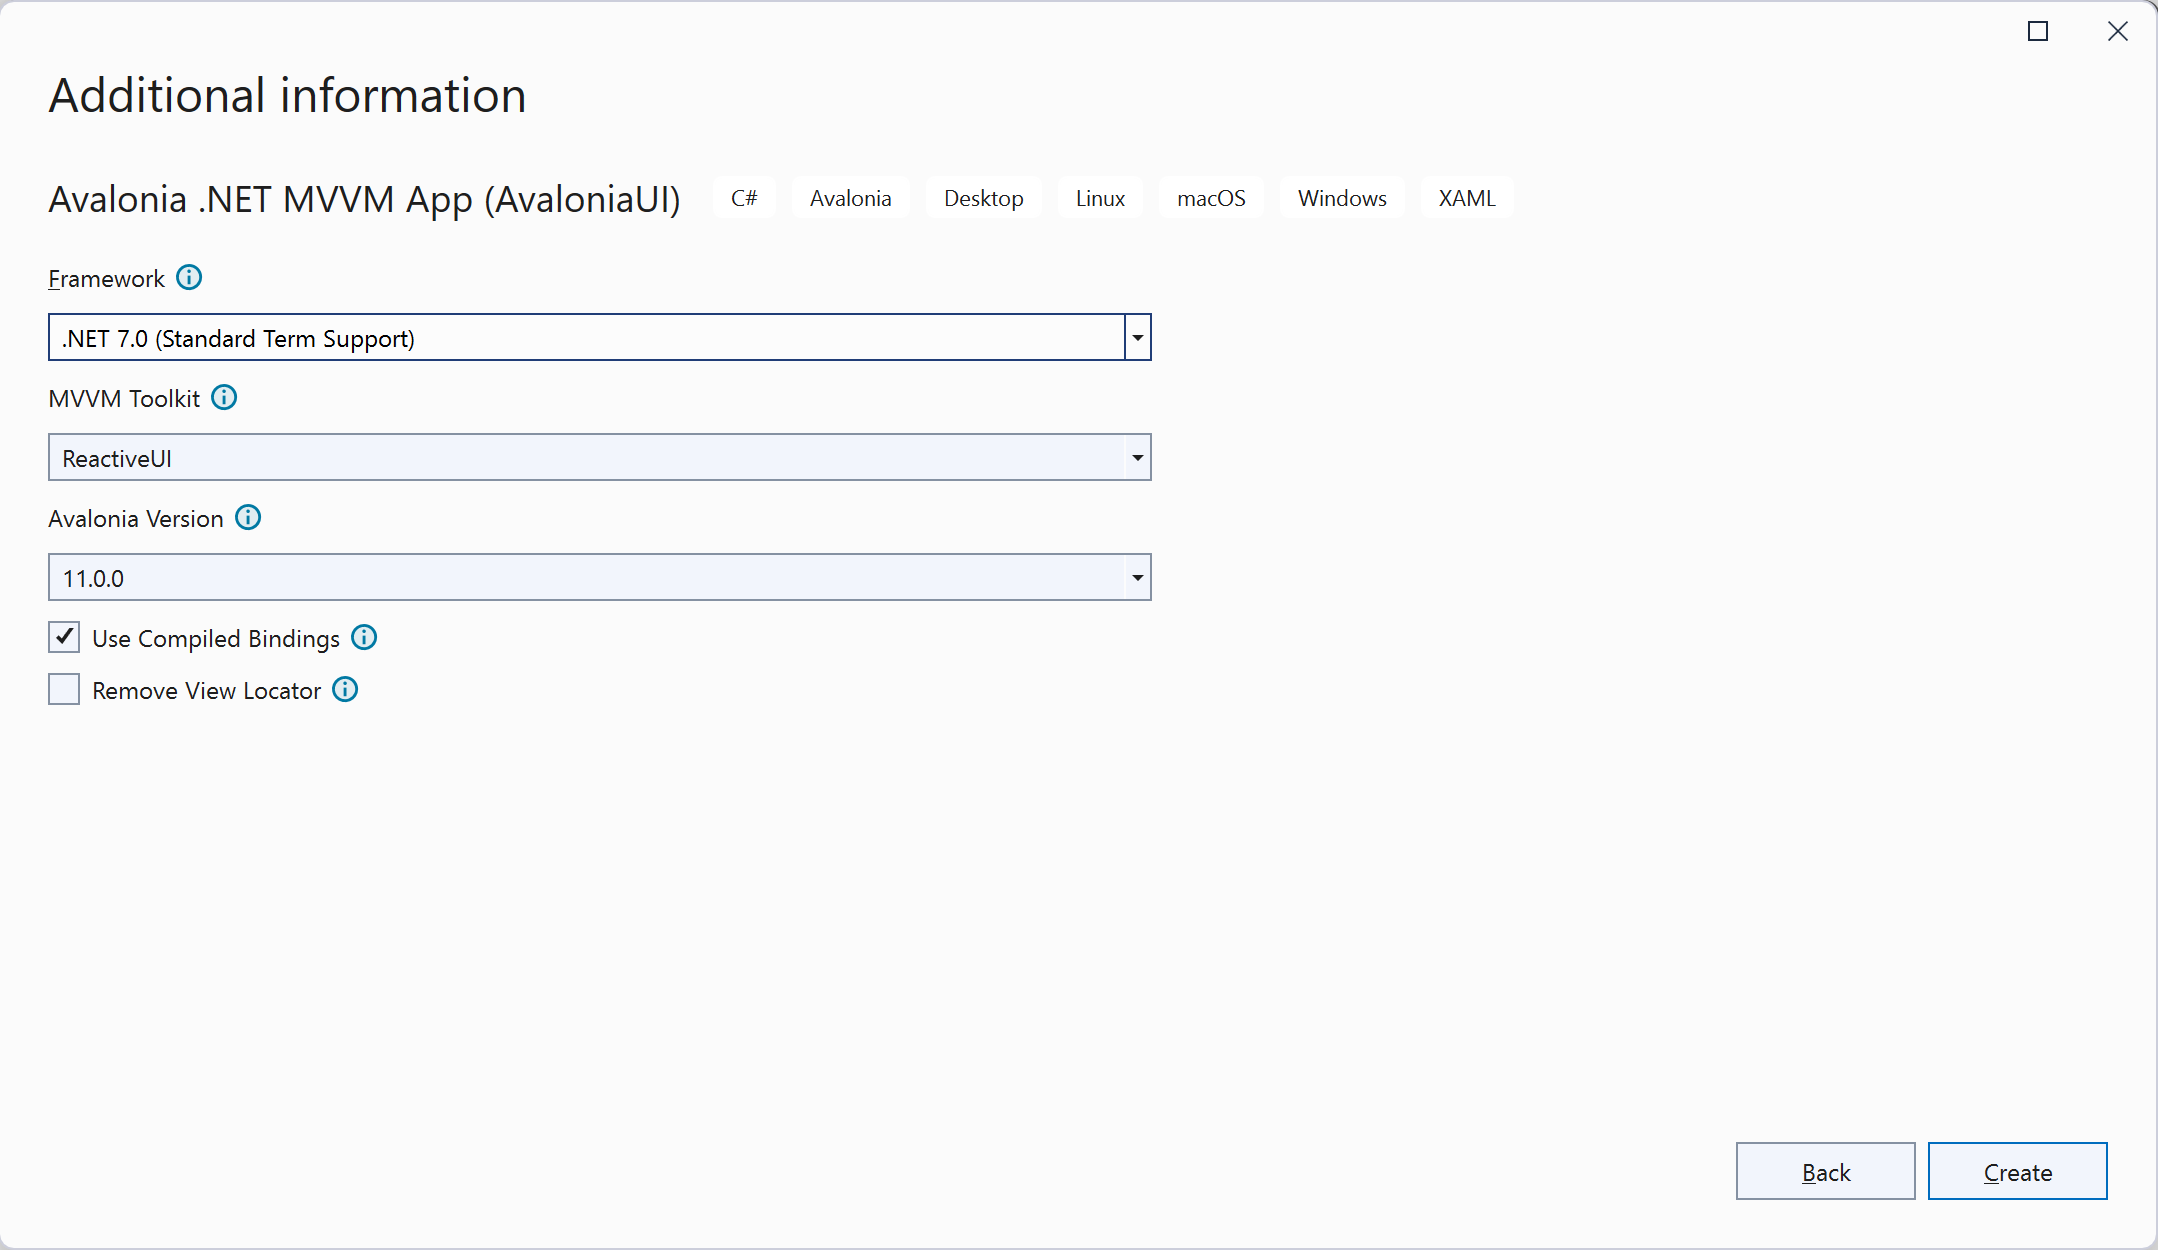 Additional information
Avalonia .NET MVVM App (AvaloniaUI) C# Avalonia Desktop Linux macOS Windows XAML
Framework
.NET 7.0 (Standard Term Support)
MVVM Toolkit
ReactiveUI
Avalonia Version
11.0.0
Use Compiled Bindings
Remove View Locator
Back Create